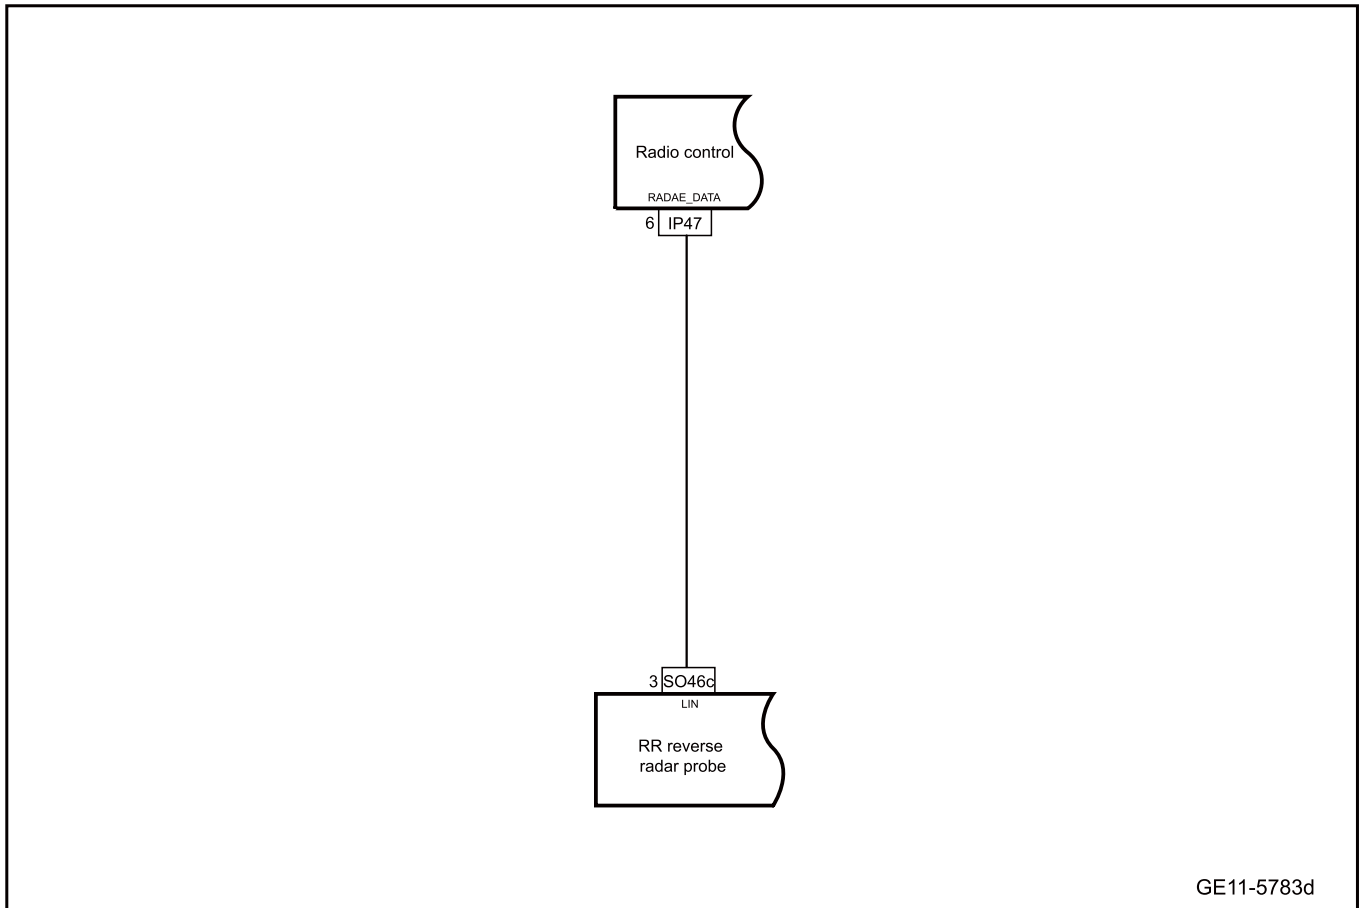 Radio control
RADAE_DATA
6 IP47
3 SO46c
LIN
RR reverse
radar probe
GE11-5783d